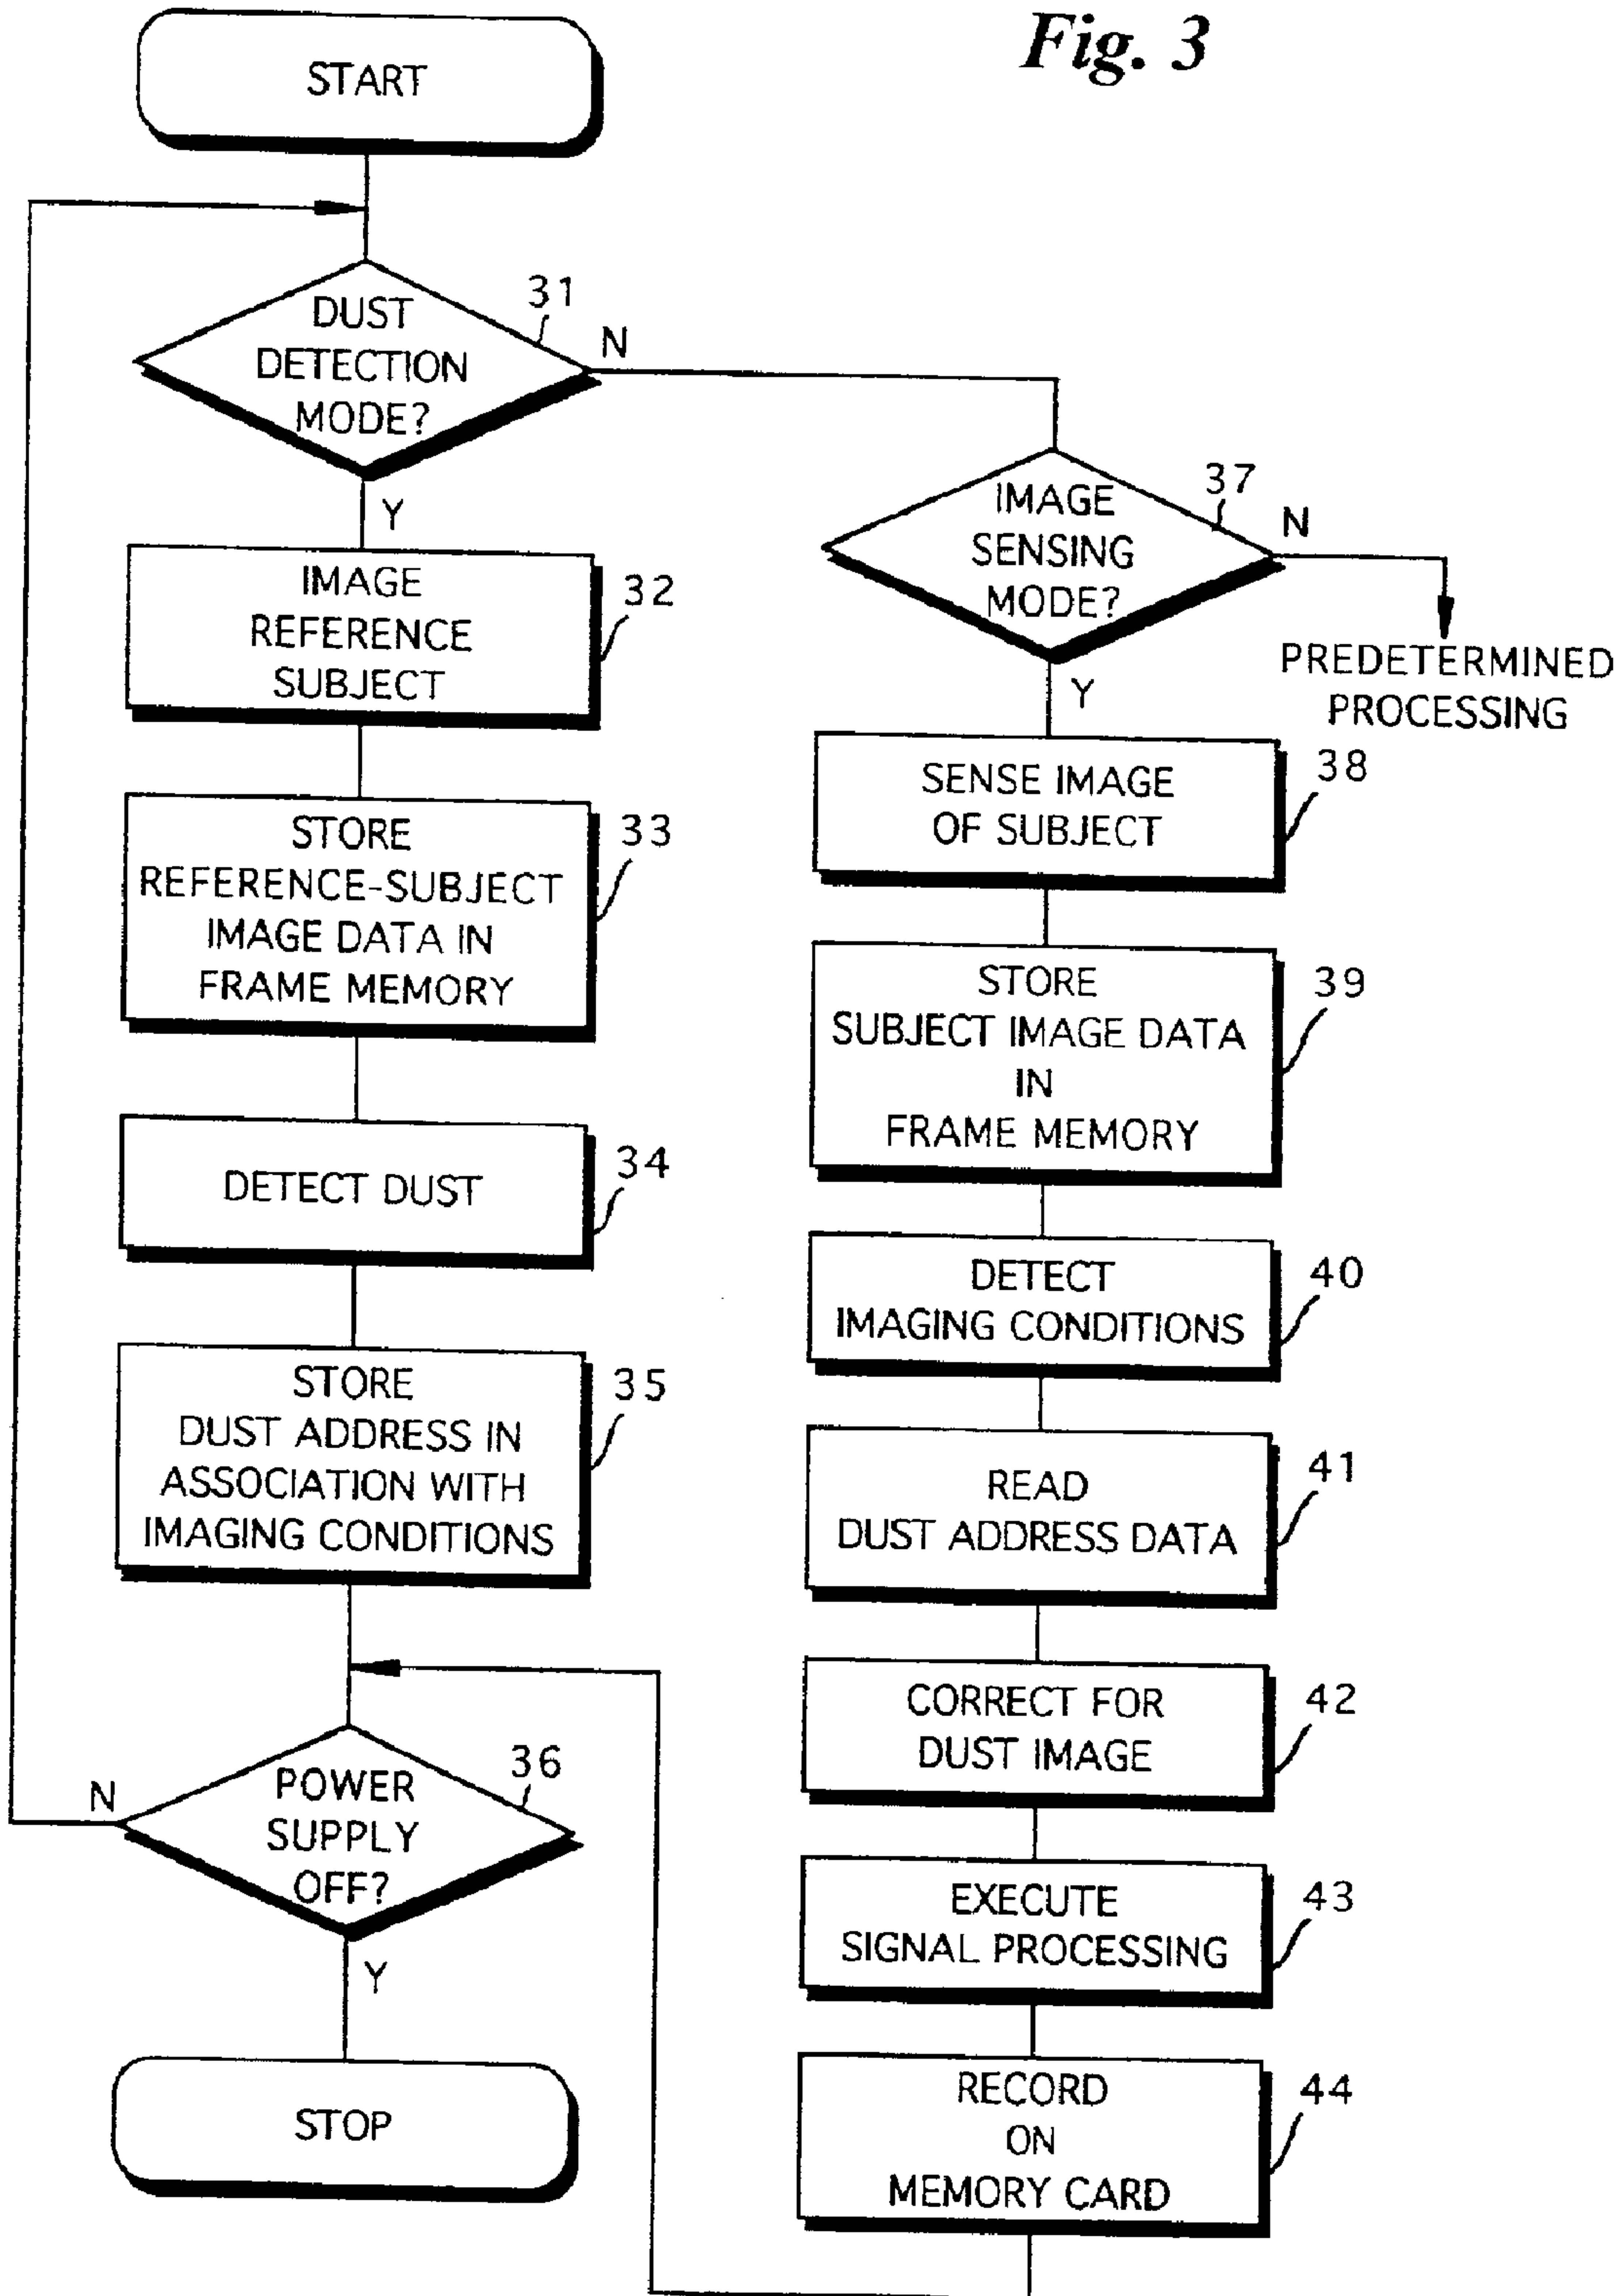 Fig. 3
START
DUST
DETECTION
MODE?
31
N
Y
IMAGE
REFERENCE
SUBJECT
32
STORE
REFERENCE-SUBJECT
IMAGE DATA IN
FRAME MEMORY
33
DETECT DUST
34
STORE
DUST ADDRESS IN
ASSOCIATION WITH
IMAGING CONDITIONS
35
POWER
SUPPLY
OFF?
36
N
Y
STOP
IMAGE
SENSING
MODE?
37
N
PREDETERMINED
PROCESSING
Y
SENSE IMAGE
OF SUBJECT
38
STORE
SUBJECT IMAGE DATA
IN
FRAME MEMORY
39
DETECT
IMAGING CONDITIONS
40
READ
DUST ADDRESS DATA
41
CORRECT FOR
DUST IMAGE
42
EXECUTE
SIGNAL PROCESSING
43
RECORD
ON
MEMORY CARD
44